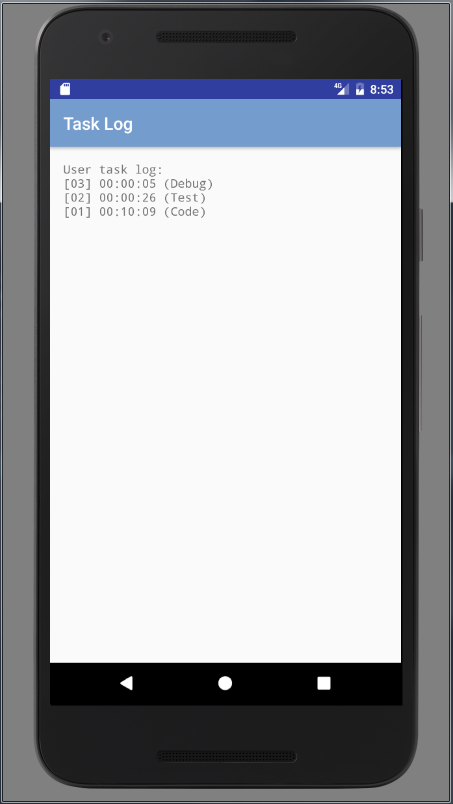 4G 8:53
Task Log
User task log:
[03] 00:00:05 (Debug)
[02] 00:00:26 (Test)
[01] 00:10:09 (Code)